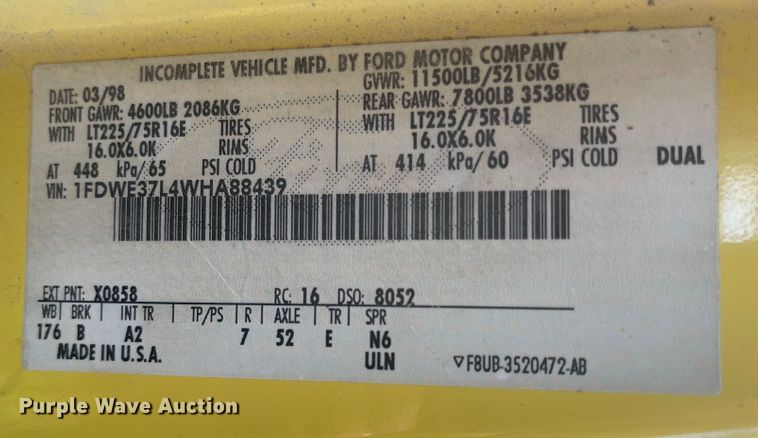 INCOMPLETE VEHICLE MFD. BY FORD MOTOR COMPANY
DATE: 03/98 GVWR: 11500LB/5216KG
FRONT GAWR: 4600LB 2086KG REAR GAWR: 7800LB 3538KG
WITH LT225/75R16E TIRES WITH LT225/75R16E TIRES
16.0X6.0K RIMS 16.0X6.0K RIMS
AT 448 kPa/65 PSI COLD AT 414 kPa/60 PSI COLD DUAL
VIN: 1FDWE37L4WHA88439
EXT PNT: X0858 RC: 16 DSO: 8052
WB | BRK | INT TR | TP/PS | R | AXLE | TR | SPR
176 B A2 7 52 E N6
MADE IN U.S.A. ULN ▽F8UB-3520472-AB
Purple Wave Auction